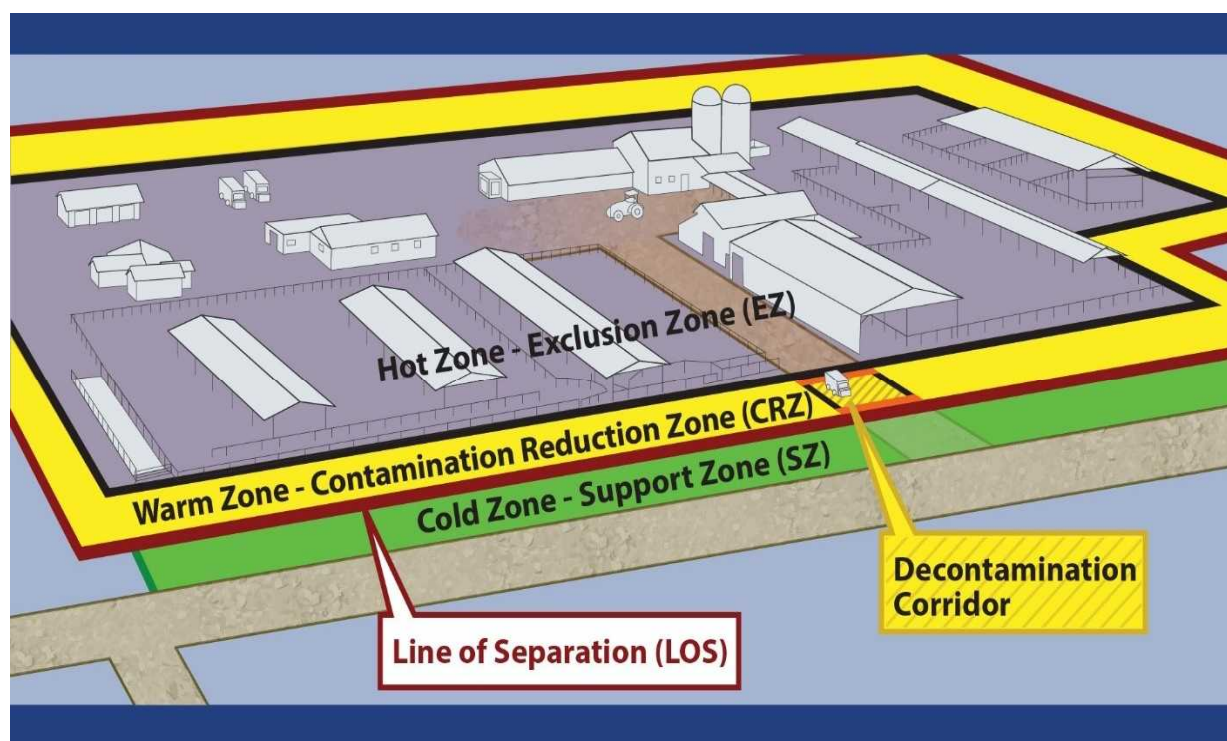 Hot Zone - Exclusion Zone (EZ)
Warm Zone - Contamination Reduction Zone (CRZ)
Cold Zone - Support Zone (SZ)
Decontamination
Corridor
Line of Separation (LOS)